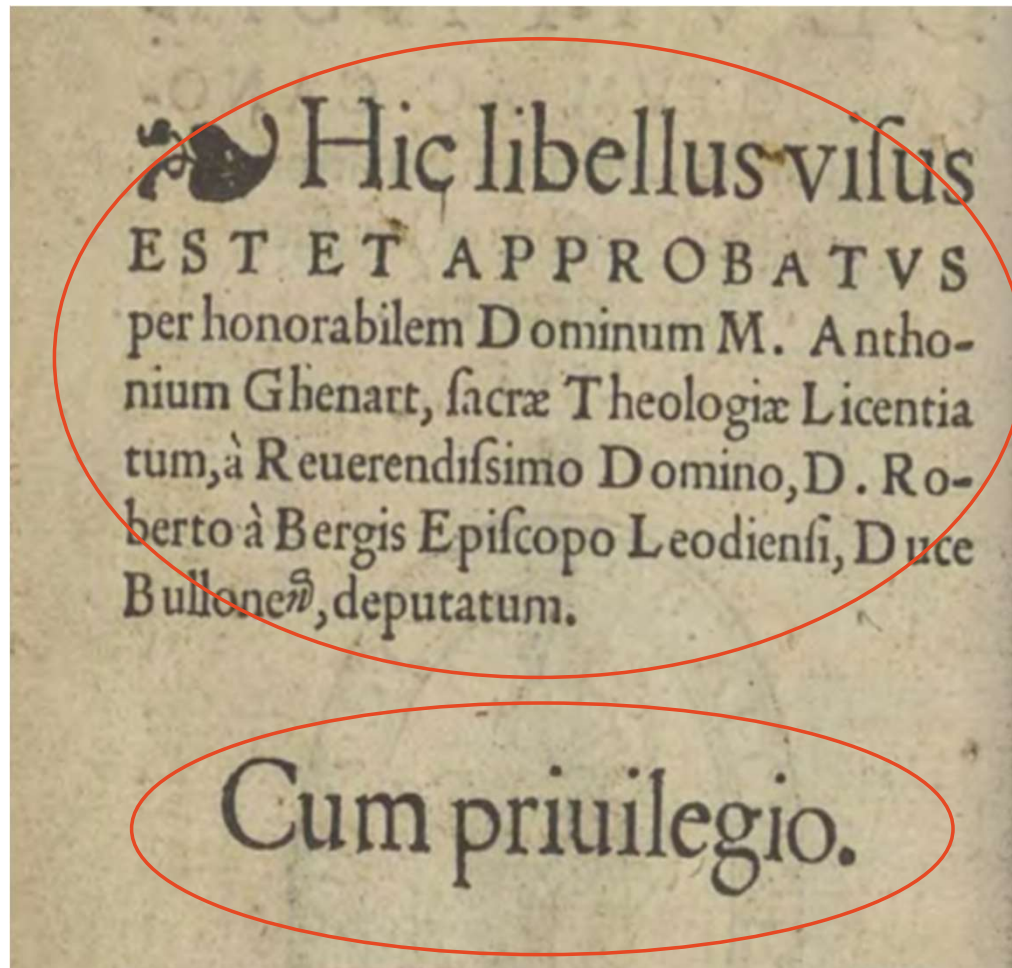 Hic libellus viſus
EST ET APPROBATVS
per honorabilem Dominum M. Antho-
nium Ghenart, ſacræ Theologiæ Licentia
tum, à Reuerendiſsimo Domino, D. Ro-
berto à Bergis Epiſcopo Leodienſi, Duce
Bullonen̄, deputatum.
Cum priuilegio.